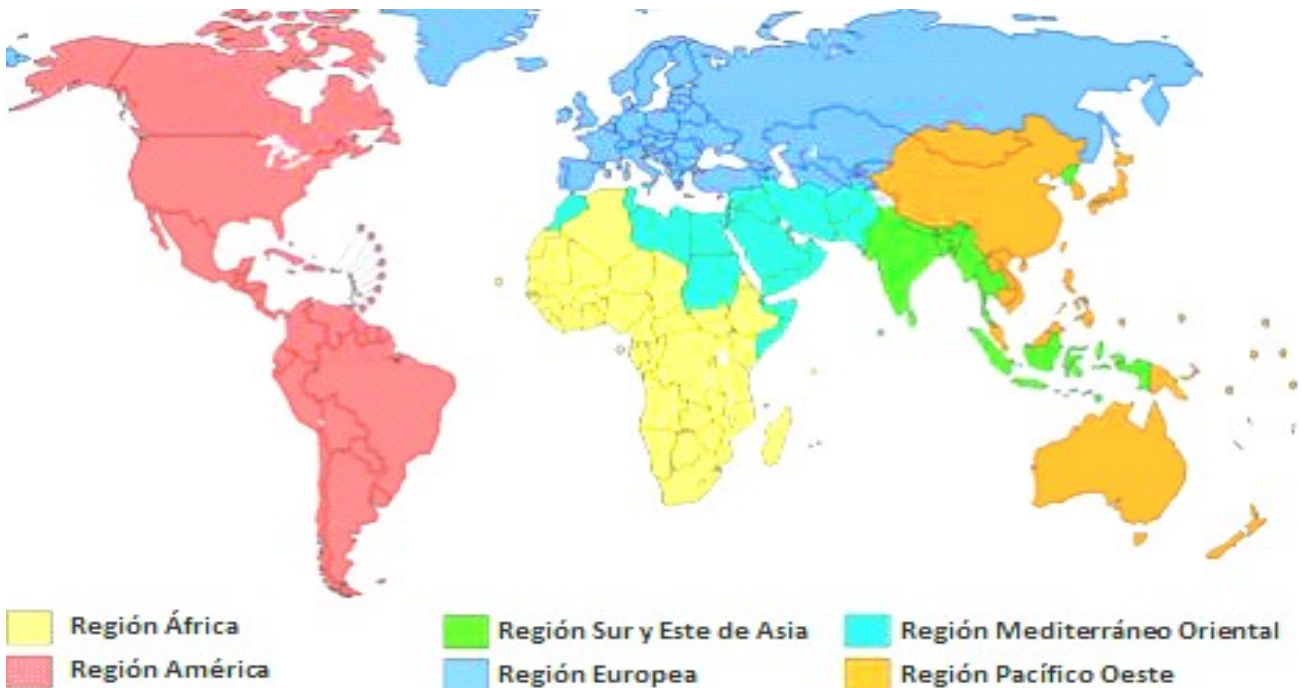 Región África
Región Sur y Este de Asia
Región Mediterráneo Oriental
Región América
Región Europea
Región Pacífico Oeste